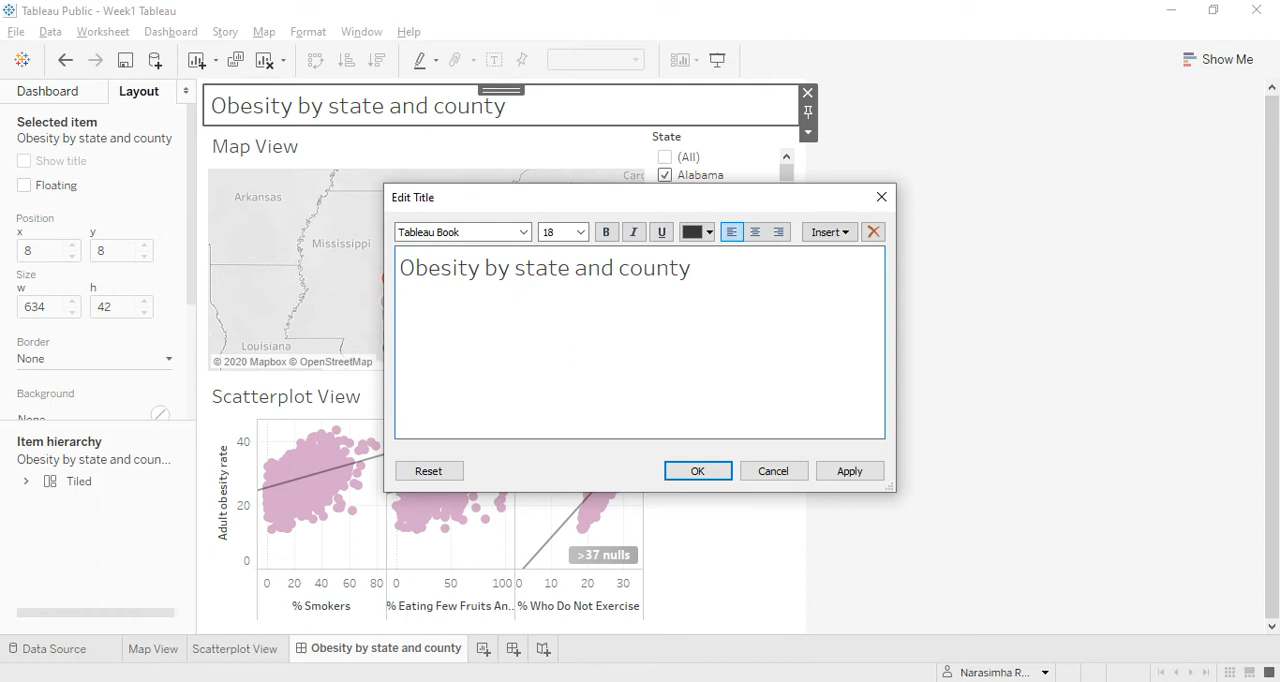 Tableau Public - Week1 Tableau
File Data Worksheet Dashboard Story Map Format Window Help
Show Me
Dashboard Layout
Selected item
Obesity by state and county
Show title
Floating
Position
x y
8 8
Size
w h
634 42
Border
None
Background
None
Item hierarchy
Obesity by state and coun...
Tiled
Obesity by state and county
Map View
State
(All)
Alabama
Arkansas
Mississippi
Louisiana
Carc
© 2020 Mapbox © OpenStreetMap
Edit Title
Tableau Book 18 B I U Insert
Obesity by state and county
Reset OK Cancel Apply
Scatterplot View
Adult obesity rate
40
20
0
>37 nulls
0 20 40 60 80 0 50 100 0 10 20 30
% Smokers % Eating Few Fruits An.. % Who Do Not Exercise
Data Source Map View Scatterplot View Obesity by state and county
Narasimha R...